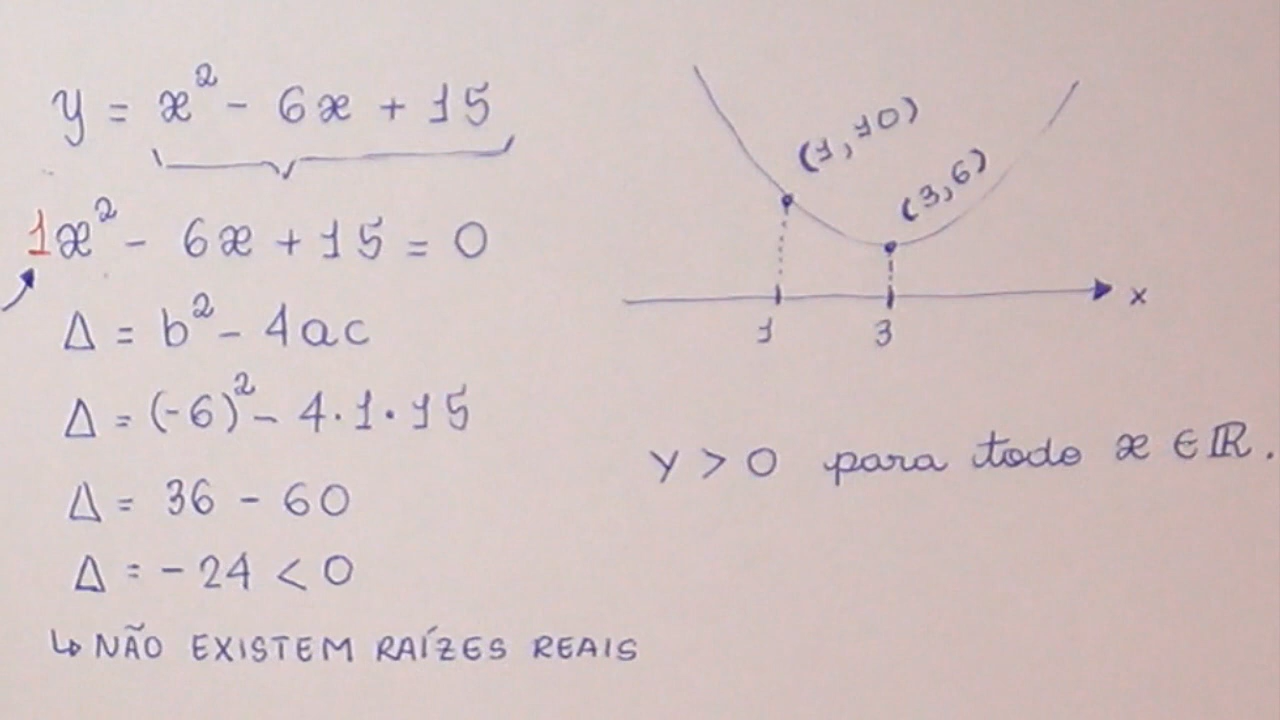 y = x² - 6x + 15
1x² - 6x + 15 = 0
Δ = b² - 4ac
Δ = (-6)² - 4·1·15
Δ = 36 - 60
Δ = -24 < 0
↳ NÃO EXISTEM RAÍZES REAIS
(1,10)
(3,6)
x
1 3
y > 0 para todo x ∈ ℝ.